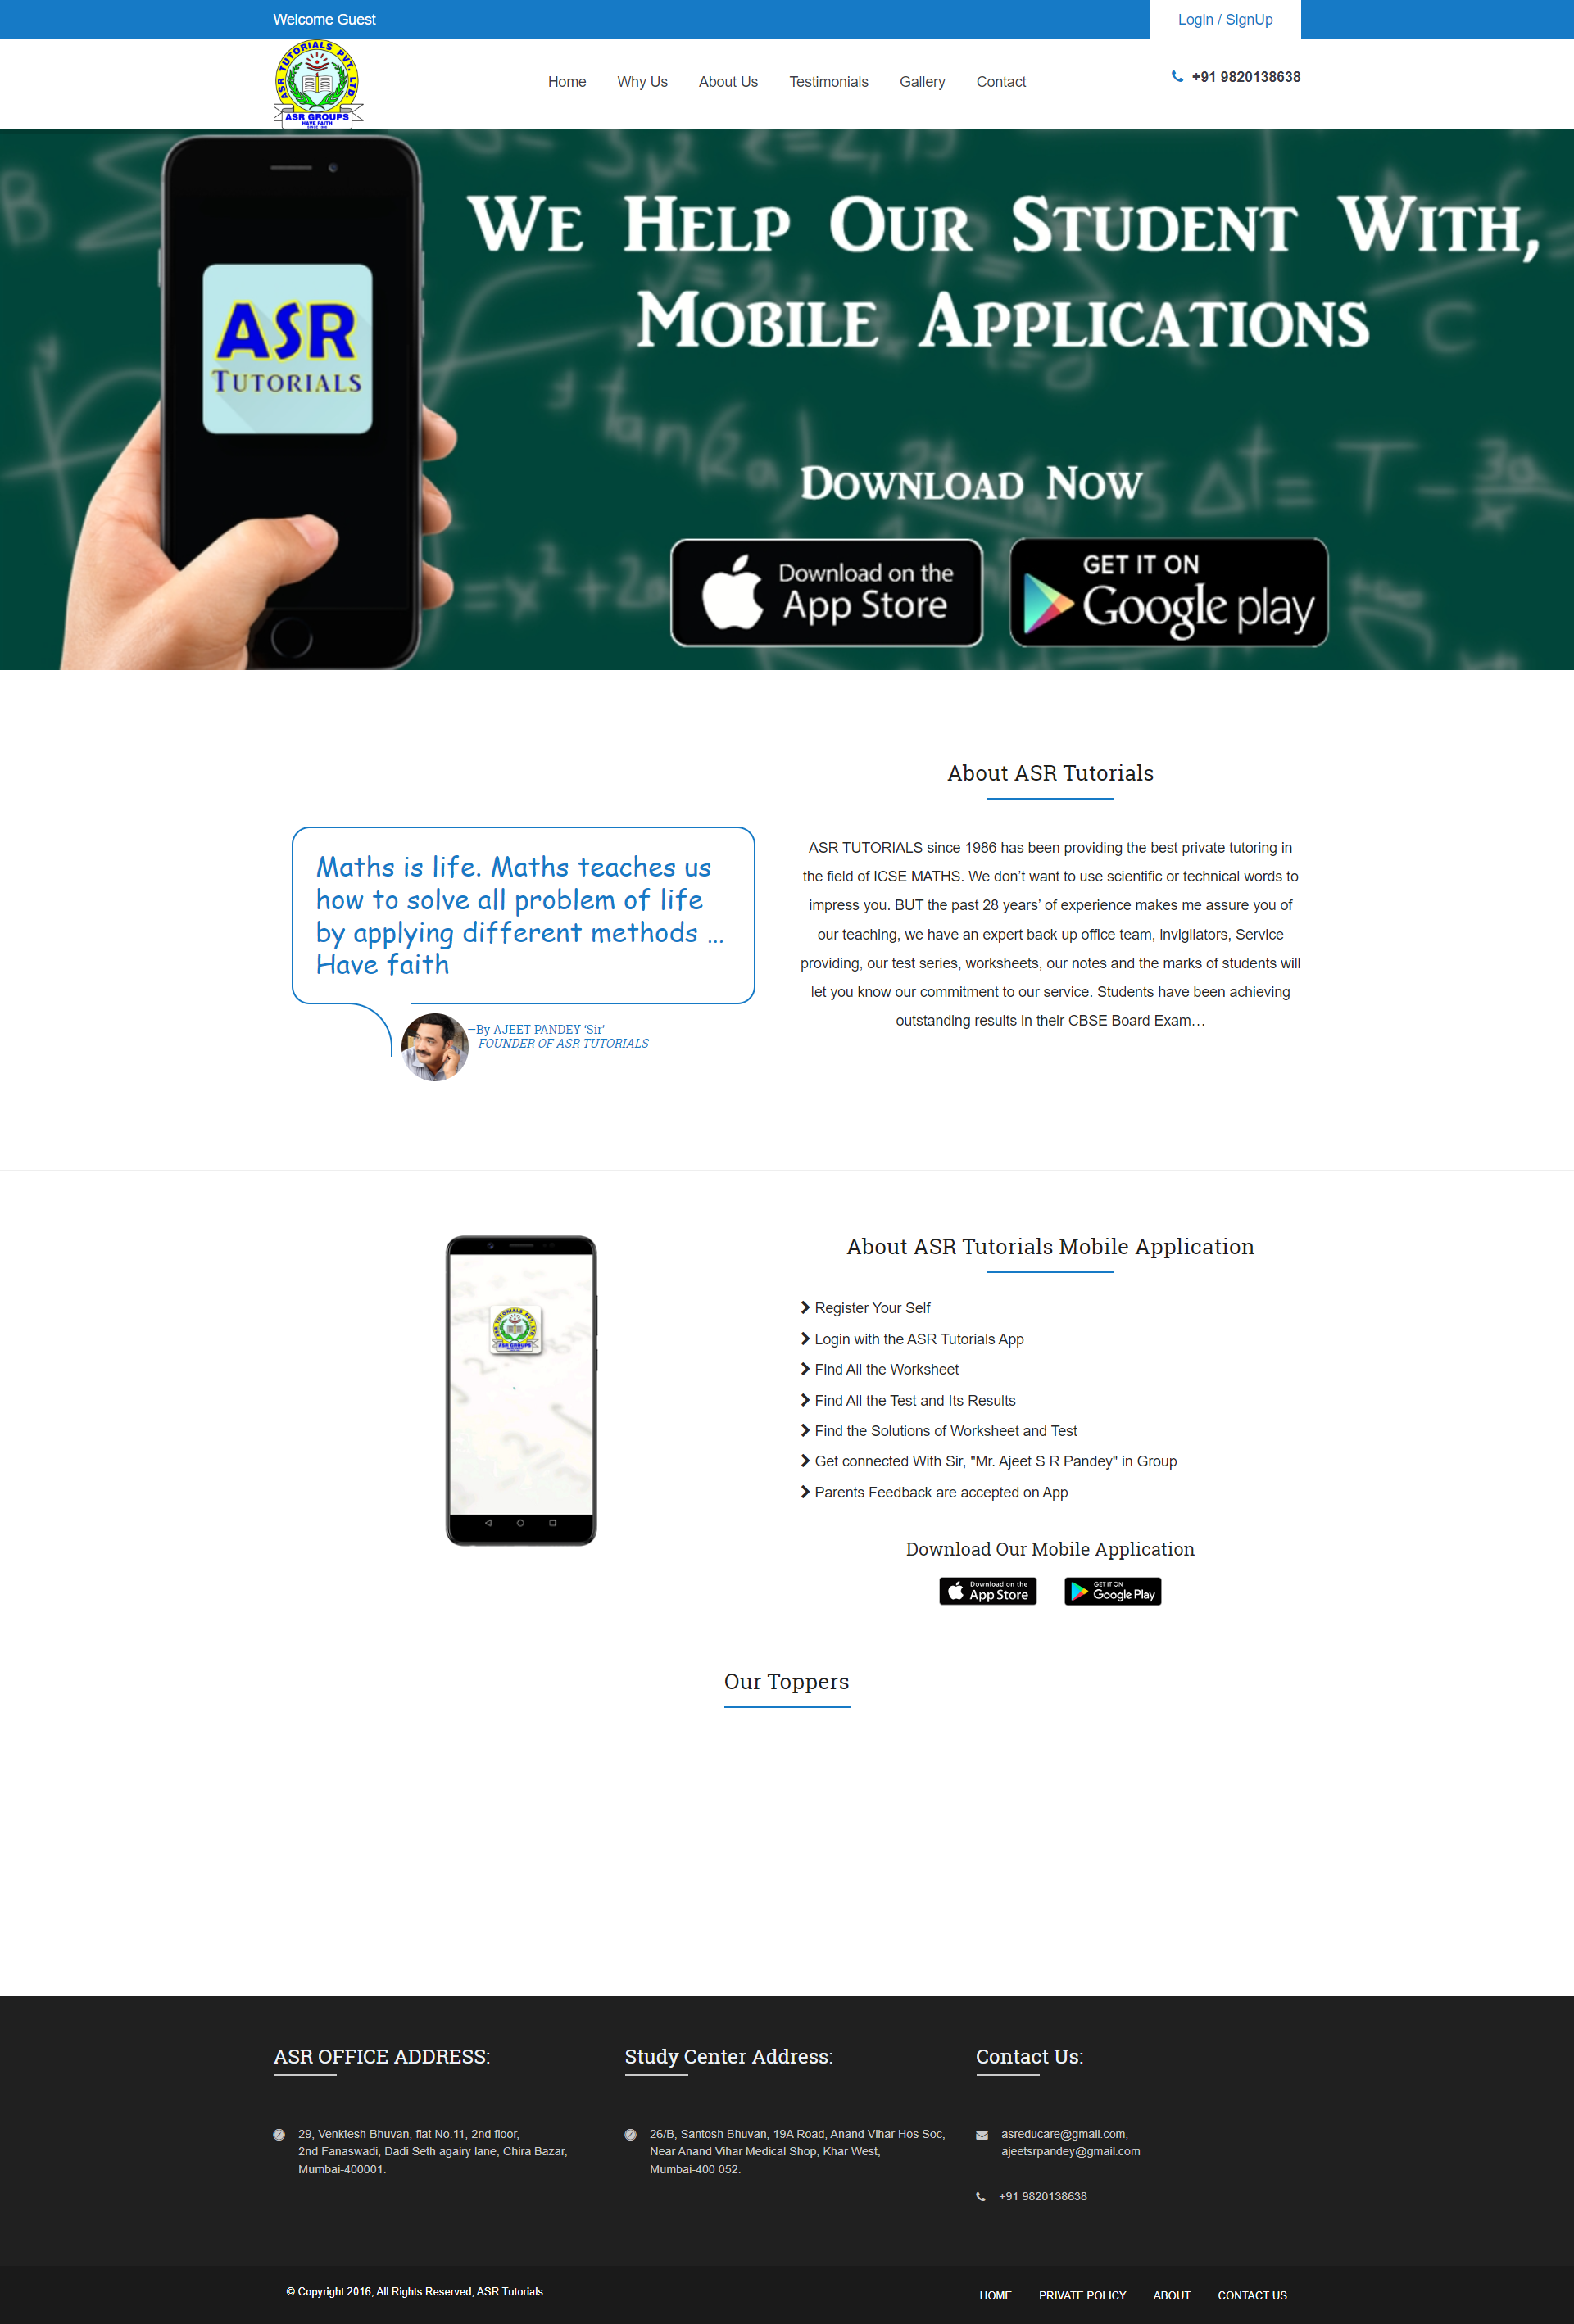 Welcome Guest
Login / SignUp
ASR TUTORIALS PVT. LTD.
ASR GROUPS
HAVE FAITH
Home Why Us About Us Testimonials Gallery Contact
+91 9820138638
WE HELP OUR STUDENT WITH,
MOBILE APPLICATIONS
ASR
TUTORIALS
DOWNLOAD NOW
Download on the
App Store
GET IT ON
Google play
Maths is life. Maths teaches us
how to solve all problem of life
by applying different methods ...
Have faith
—By AJEET PANDEY ‘Sir’
FOUNDER OF ASR TUTORIALS
About ASR Tutorials
ASR TUTORIALS since 1986 has been providing the best private tutoring in
the field of ICSE MATHS. We don’t want to use scientific or technical words to
impress you. BUT the past 28 years’ of experience makes me assure you of
our teaching, we have an expert back up office team, invigilators, Service
providing, our test series, worksheets, our notes and the marks of students will
let you know our commitment to our service. Students have been achieving
outstanding results in their CBSE Board Exam…
ASR TUTORIALS PVT. LTD.
ASR GROUPS
About ASR Tutorials Mobile Application
Register Your Self
Login with the ASR Tutorials App
Find All the Worksheet
Find All the Test and Its Results
Find the Solutions of Worksheet and Test
Get connected With Sir, "Mr. Ajeet S R Pandey" in Group
Parents Feedback are accepted on App
Download Our Mobile Application
Download on the
App Store
GET IT ON
Google Play
Our Toppers
ASR OFFICE ADDRESS:
29, Venktesh Bhuvan, flat No.11, 2nd floor,
2nd Fanaswadi, Dadi Seth agairy lane, Chira Bazar,
Mumbai-400001.
Study Center Address:
26/B, Santosh Bhuvan, 19A Road, Anand Vihar Hos Soc,
Near Anand Vihar Medical Shop, Khar West,
Mumbai-400 052.
Contact Us:
asreducare@gmail.com,
ajeetsrpandey@gmail.com
+91 9820138638
© Copyright 2016, All Rights Reserved, ASR Tutorials
HOME PRIVATE POLICY ABOUT CONTACT US